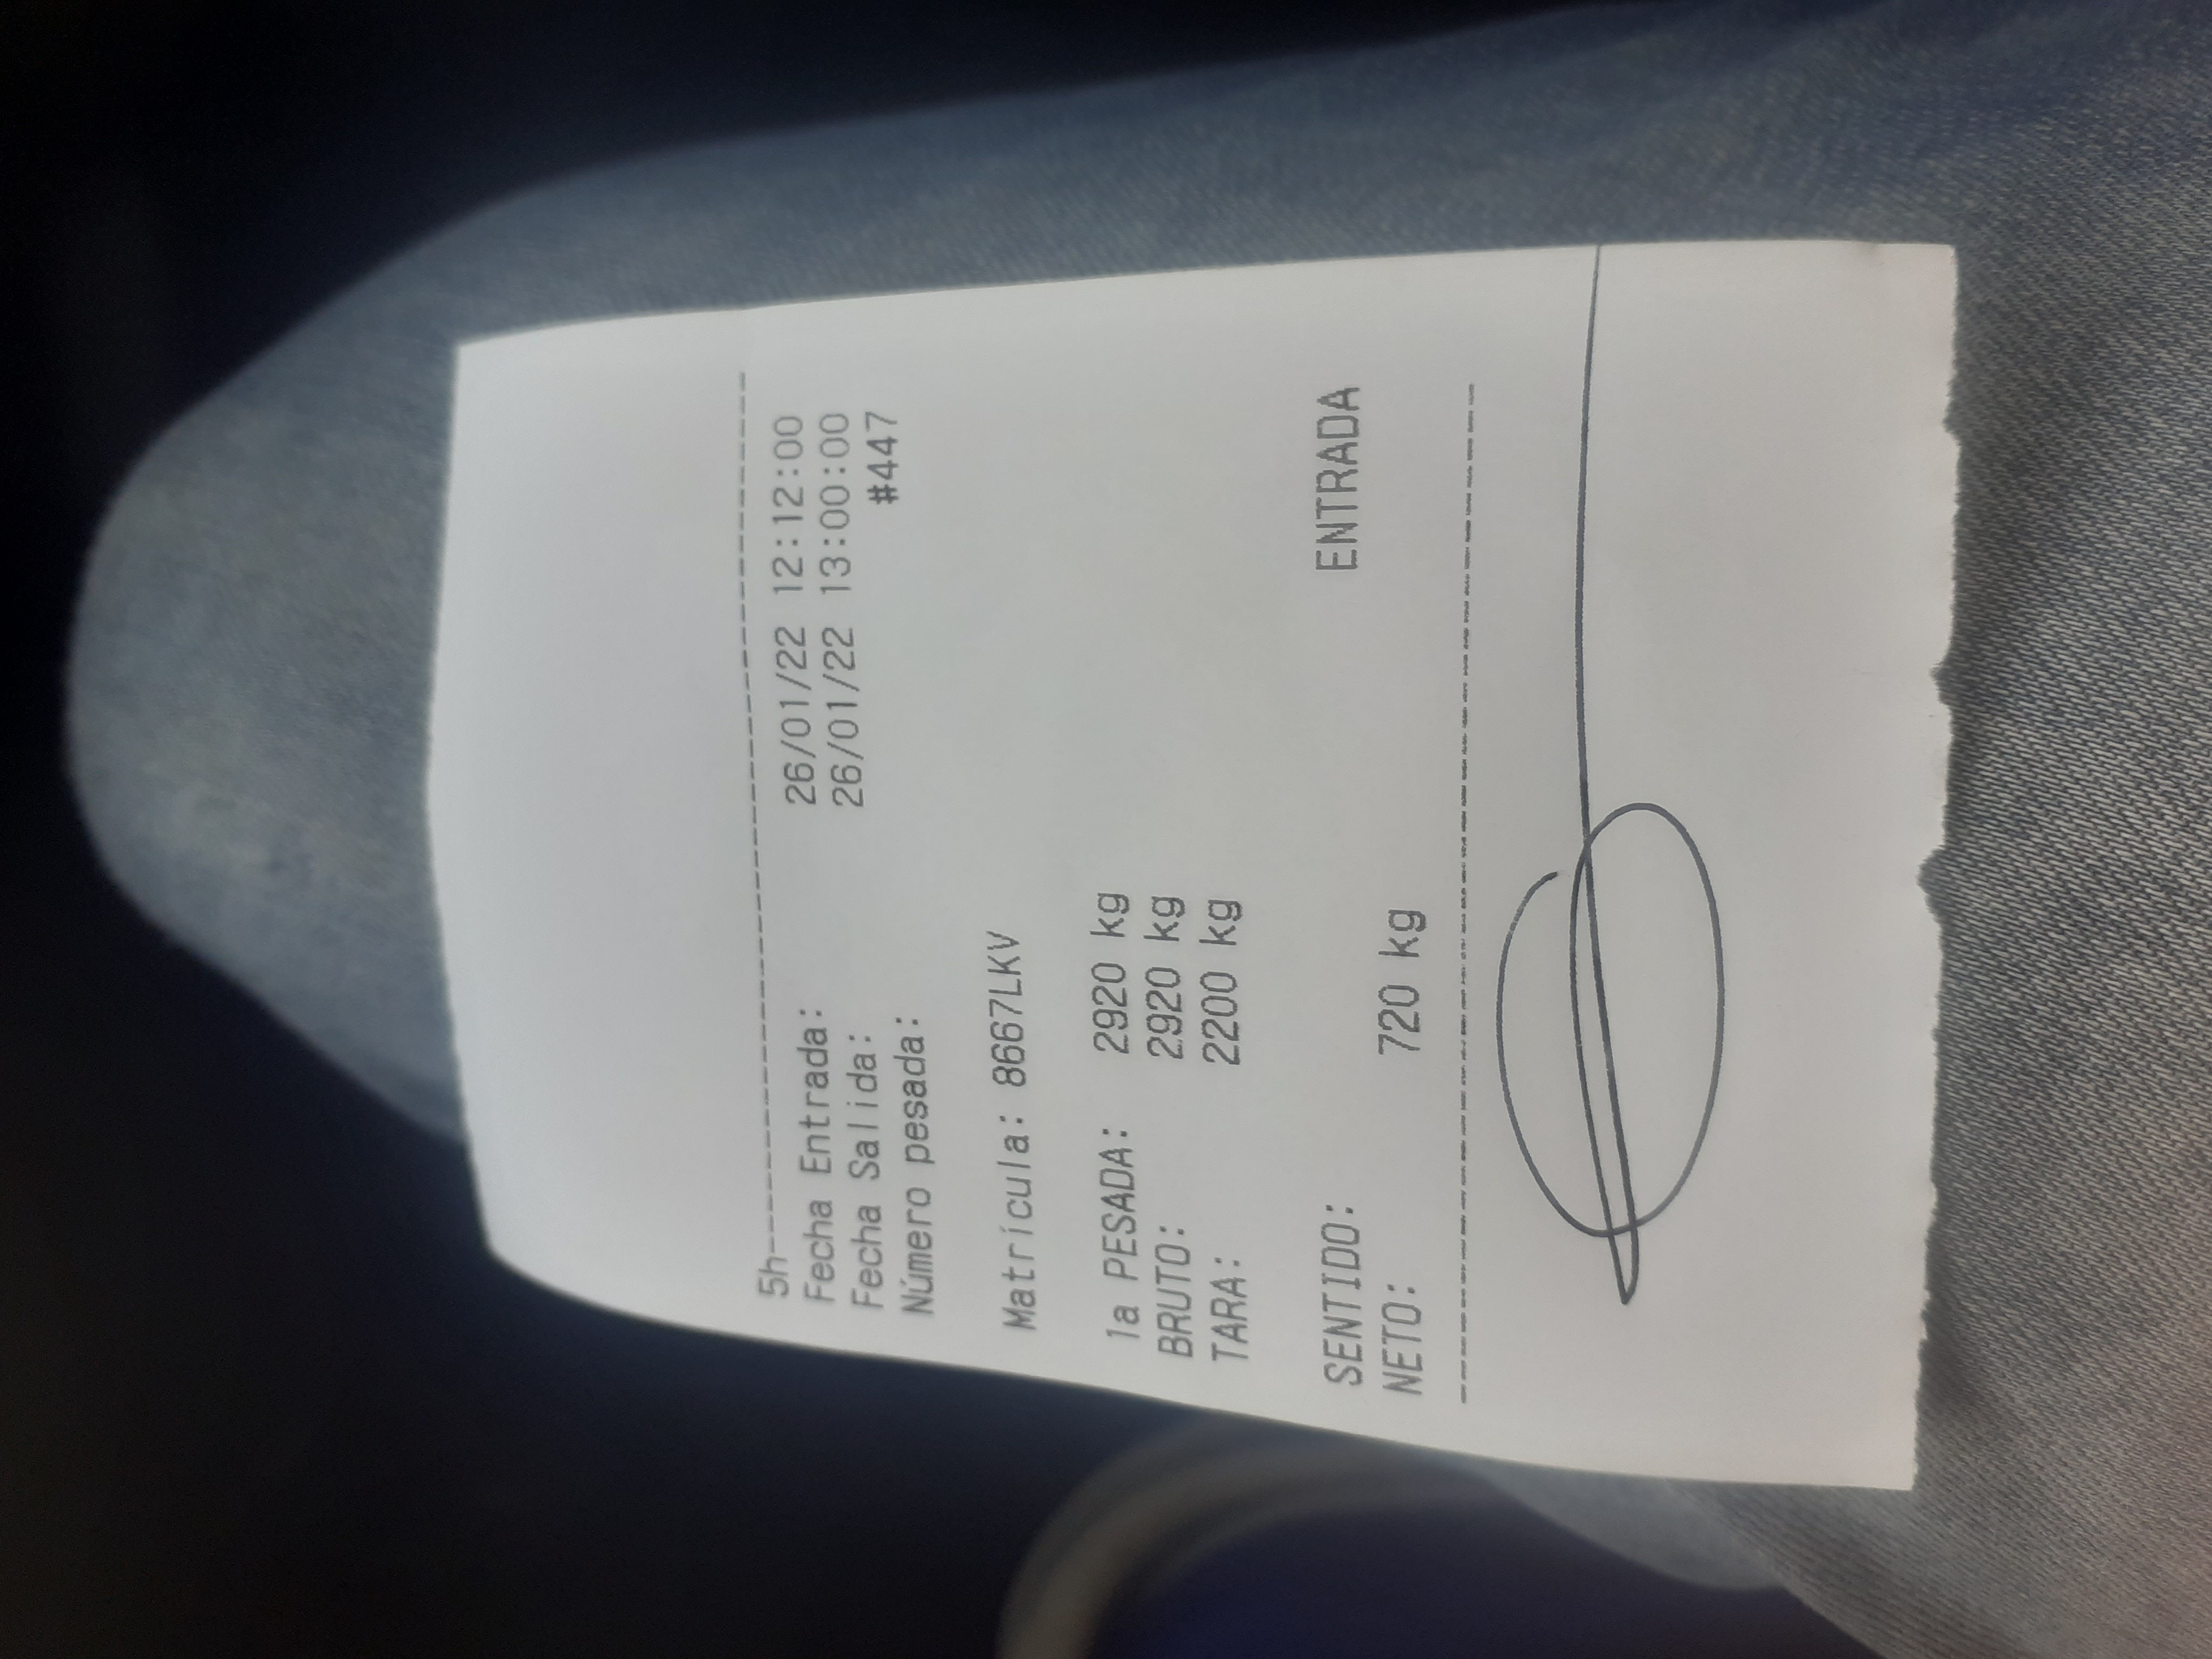 5h--------------------------------
Fecha Entrada: 26/01/22 12:12:00
Fecha Salida: 26/01/22 13:00:00
Número pesada: #447
Matrícula: 8667LKV
1a PESADA: 2920 kg
BRUTO: 2920 kg
TARA: 2200 kg
SENTIDO: ENTRADA
NETO: 720 kg
----------------------------------